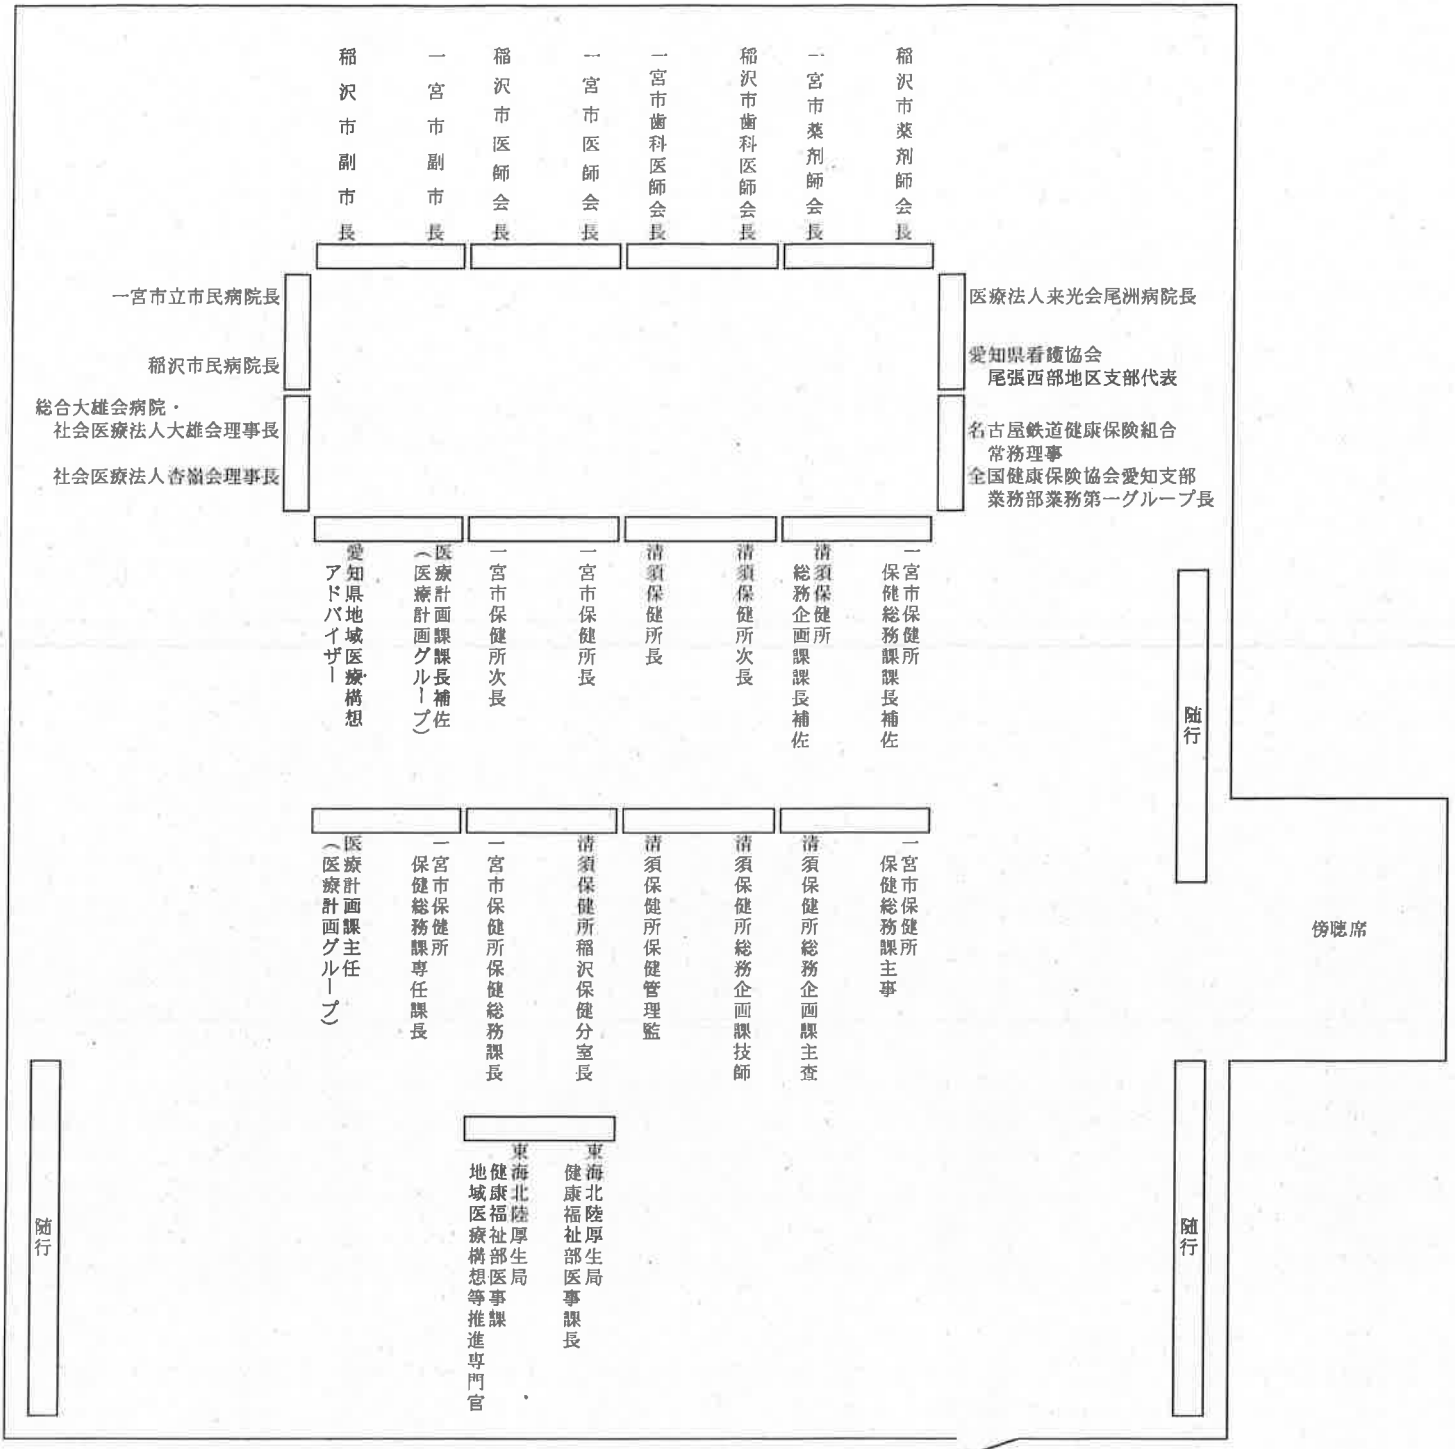 稲沢市副市長
一宮市副市長
稲沢市医師会長
一宮市医師会長
一宮市歯科医師会長
稲沢市歯科医師会長
一宮市薬剤師会長
稲沢市薬剤師会長
一宮市立市民病院長
稲沢市民病院長
総合大雄会病院・
社会医療法人大雄会理事長
社会医療法人杏嶺会理事長
医療法人来光会尾洲病院長
愛知県看護協会
尾張西部地区支部代表
名古屋鉄道健康保険組合
常務理事
全国健康保険協会愛知支部
業務部業務第一グループ長
愛知県地域医療構想
アドバイザー
医療計画課課長補佐
（医療計画グループ）
一宮市保健所次長
一宮市保健所長
清須保健所長
清須保健所次長
清須保健所
総務企画課課長補佐
一宮市保健所
保健総務課課長補佐
随行
医療計画課主任
（医療計画グループ）
一宮市保健所
保健総務課専任課長
一宮市保健所保健総務課長
清須保健所稲沢保健分室長
清須保健所保健管理監
清須保健所総務企画課技師
清須保健所総務企画課主査
一宮市保健所
保健総務課主事
傍聴席
東海北陸厚生局
健康福祉部医事課
地域医療構想等推進専門官
東海北陸厚生局
健康福祉部医事課長
随行
随行